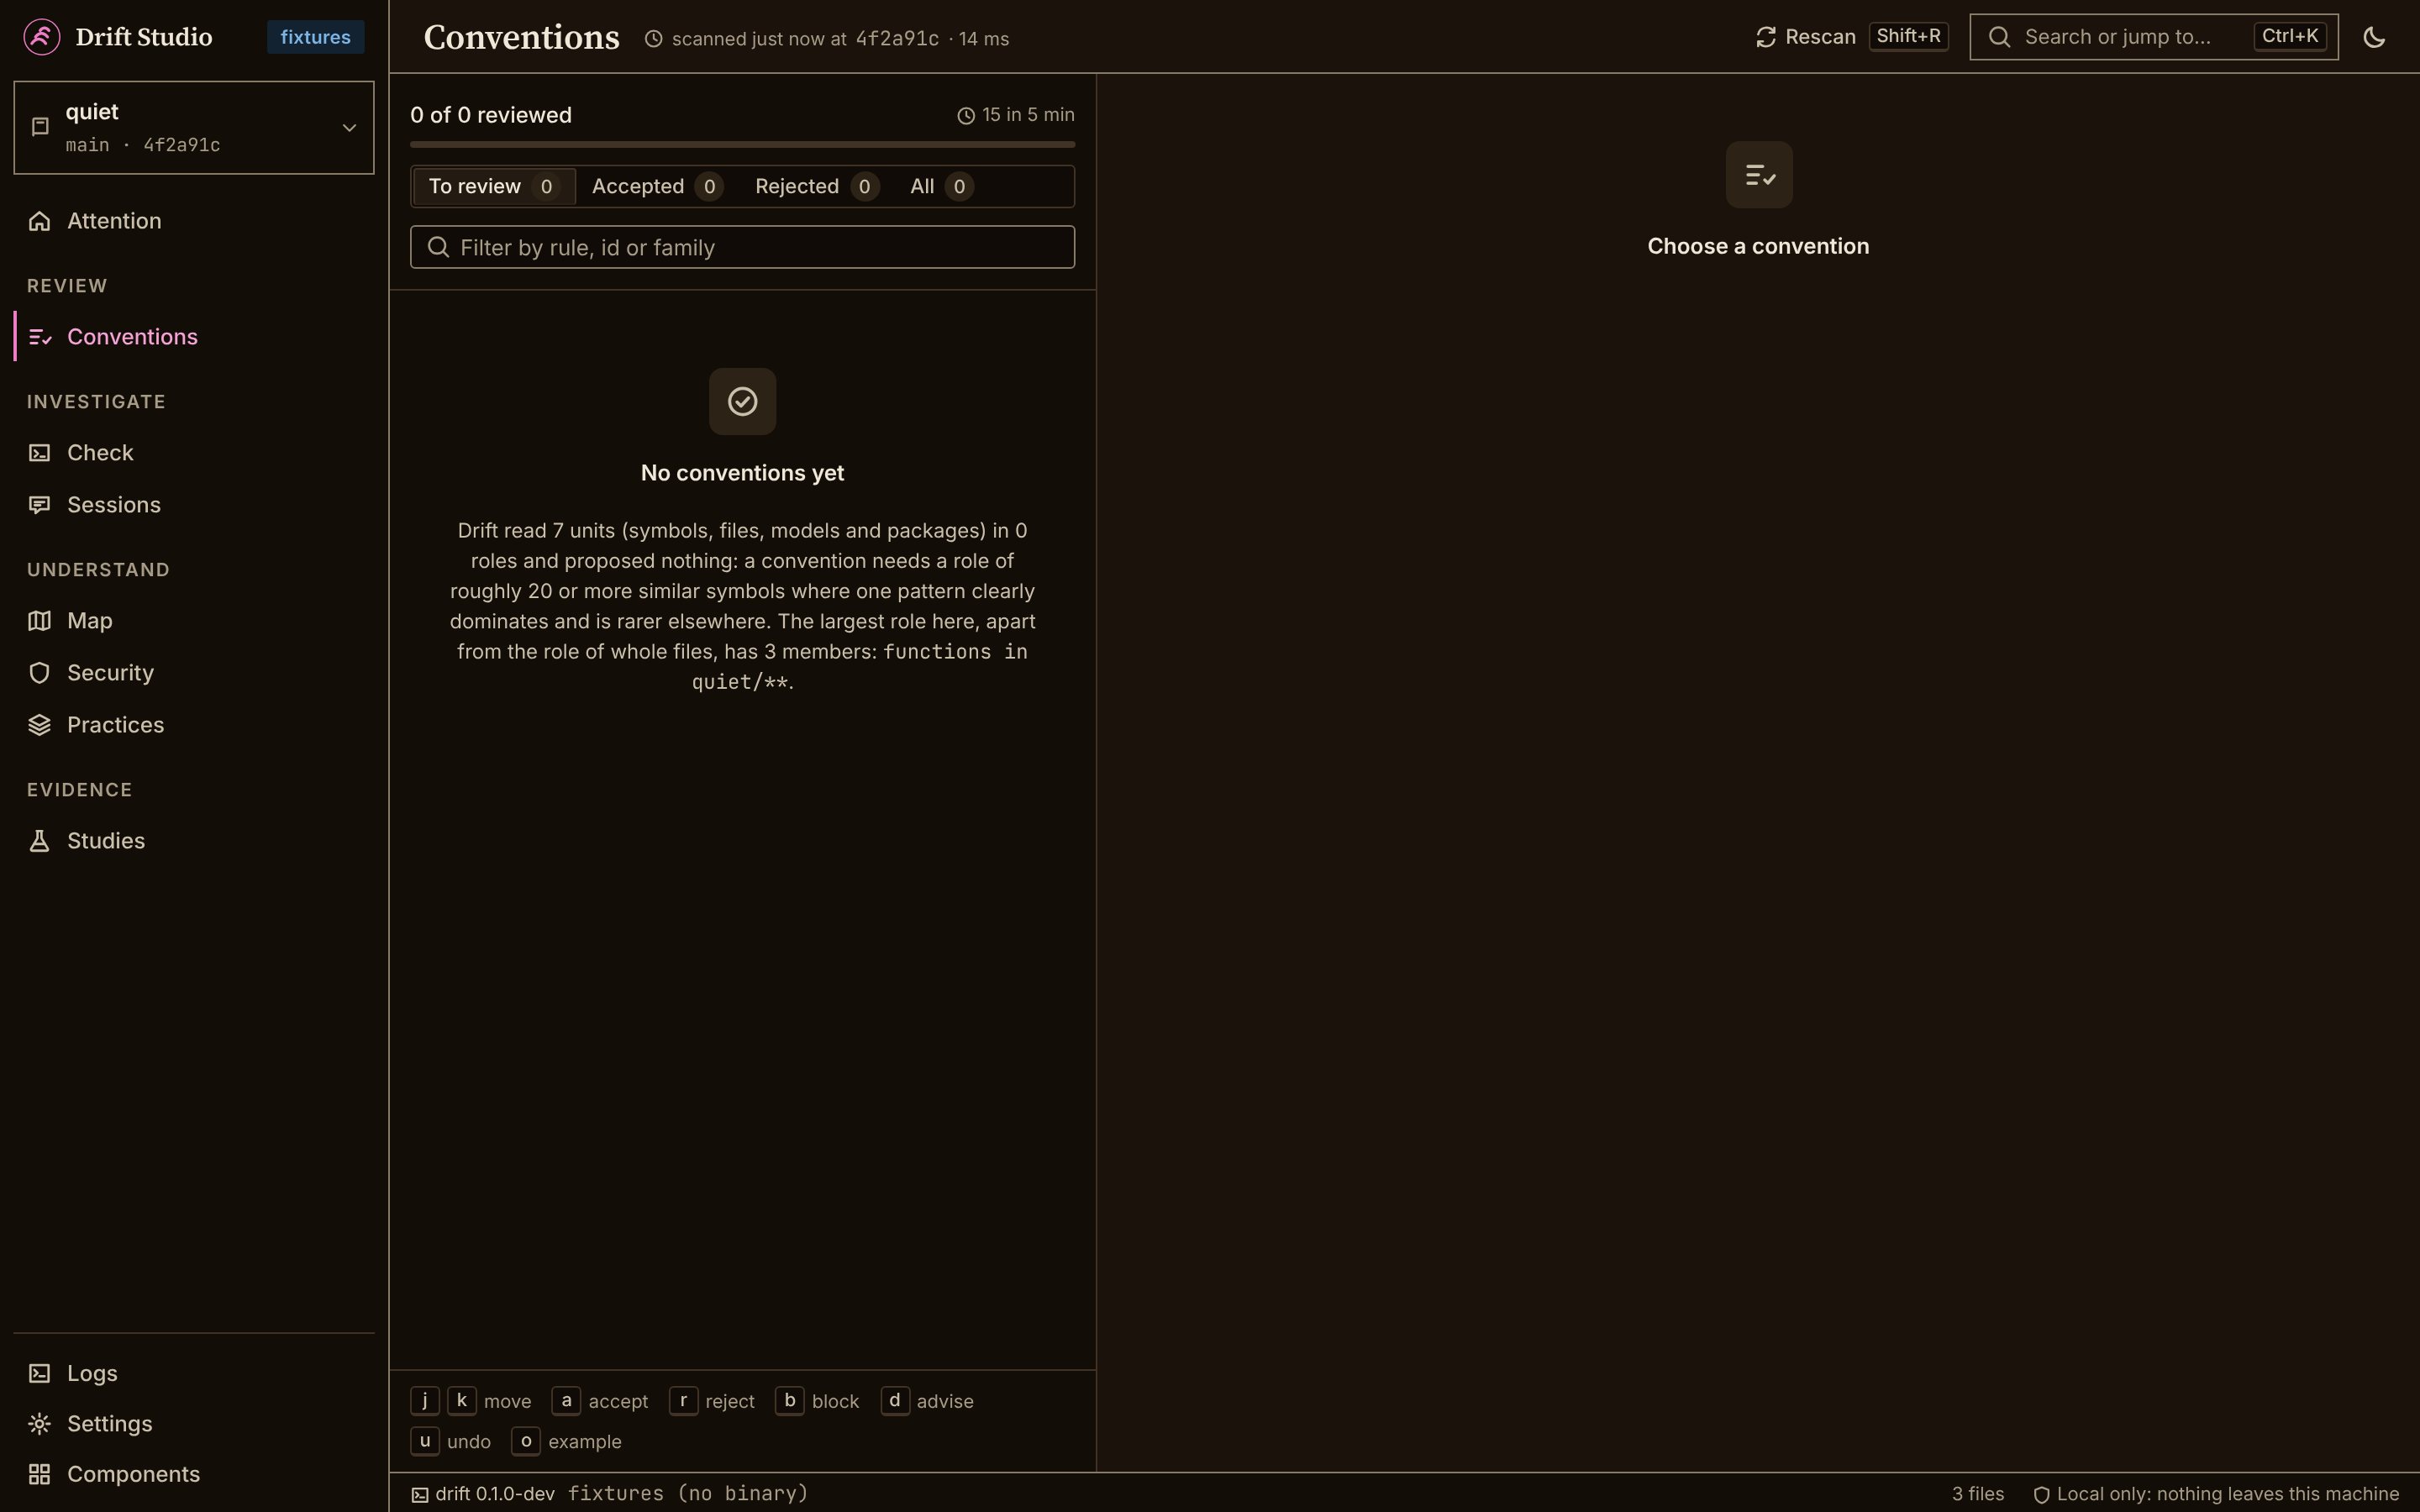 Drift Studio
fixtures
quiet
main · 4f2a91c
Attention
REVIEW
Conventions
INVESTIGATE
Check
Sessions
UNDERSTAND
Map
Security
Practices
EVIDENCE
Studies
Logs
Settings
Components
Conventions
scanned just now at 4f2a91c · 14 ms
Rescan Shift+R
Search or jump to... Ctrl+K
0 of 0 reviewed
15 in 5 min
To review 0 Accepted 0 Rejected 0 All 0
Filter by rule, id or family
No conventions yet
Drift read 7 units (symbols, files, models and packages) in 0
roles and proposed nothing: a convention needs a role of
roughly 20 or more similar symbols where one pattern clearly
dominates and is rarer elsewhere. The largest role here, apart
from the role of whole files, has 3 members: functions in
quiet/**.
j k move a accept r reject b block d advise
u undo o example
Choose a convention
drift 0.1.0-dev fixtures (no binary)
3 files
Local only: nothing leaves this machine